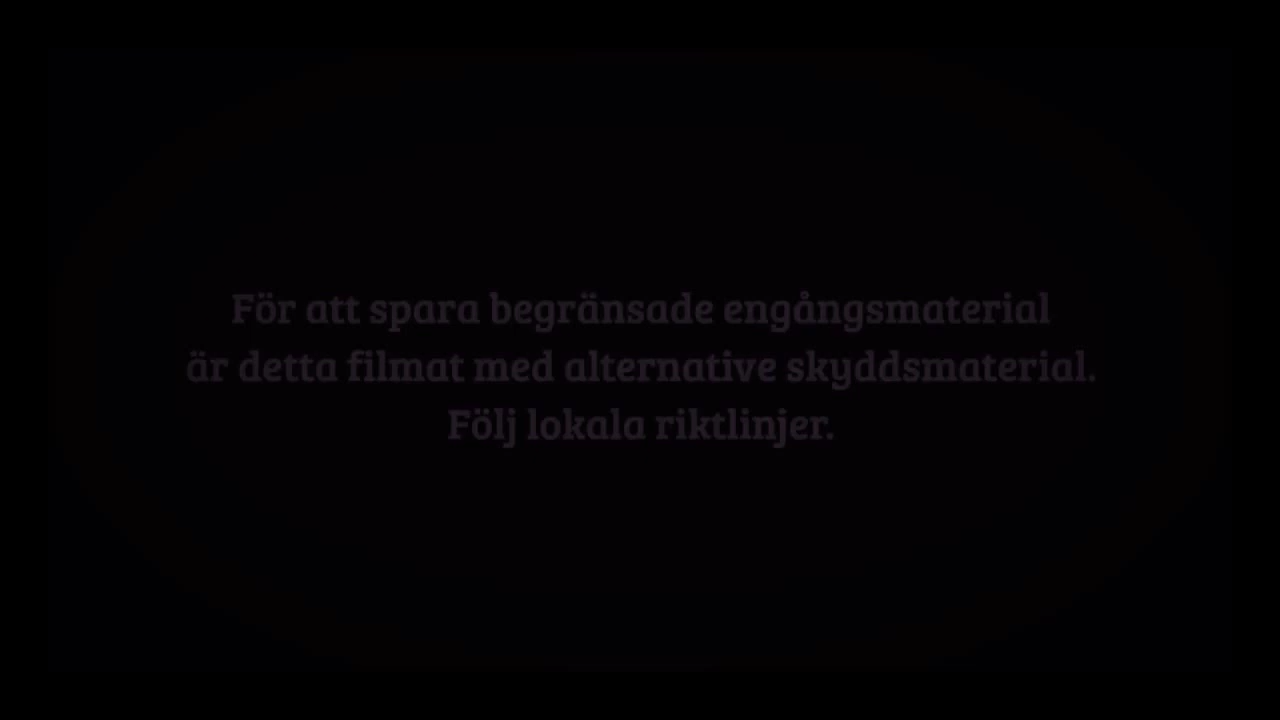 För att spara begränsade engångsmaterial
är detta filmat med alternative skyddsmaterial.
Följ lokala riktlinjer.